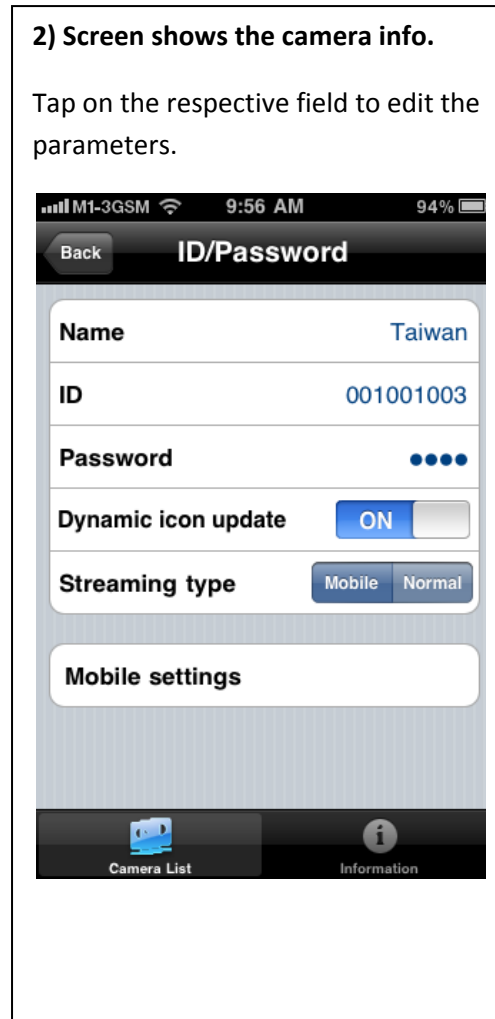 2) Screen shows the camera info.
Tap on the respective field to edit the
parameters.
M1-3GSM 9:56 AM 94%
Back ID/Password
Name Taiwan
ID 001001003
Password ●●●●
Dynamic icon update ON
Streaming type Mobile Normal
Mobile settings
Camera List Information